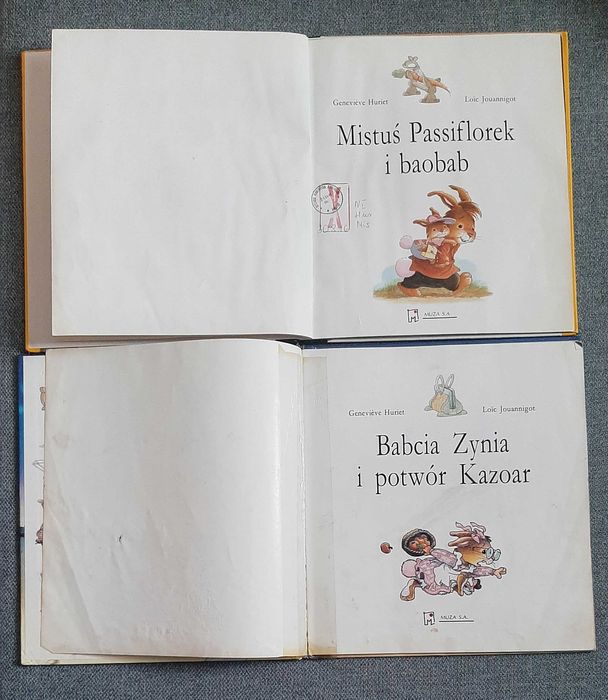 Geneviève Huriet
Loïc Jouannigot
Mistuś Passiflorek
i baobab
MUZA S.A.
Geneviève Huriet
Loïc Jouannigot
Babcia Zynia
i potwór Kazoar
MUZA S.A.